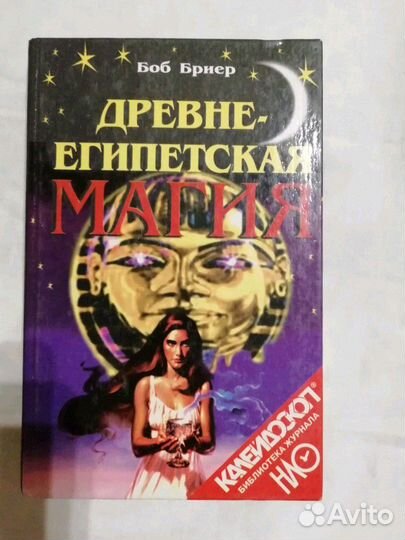 Боб Бриер
ДРЕВНЕ-
ЕГИПЕТСКАЯ
МАГИЯ
КАЛЕЙДОСКОП®
БИБЛИОТЕКА ЖУРНАЛА
НЛО
Avito